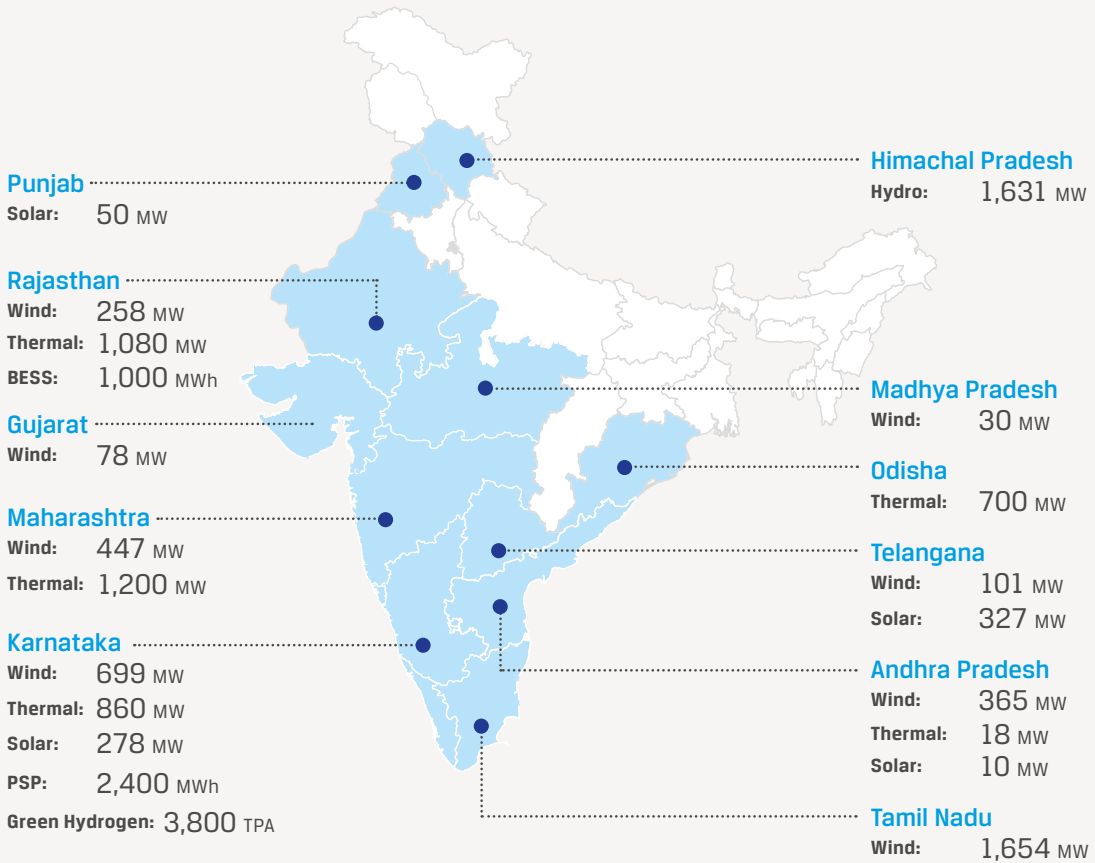 Punjab
Solar: 50 MW
Rajasthan
Wind: 258 MW
Thermal: 1,080 MW
BESS: 1,000 MWh
Gujarat
Wind: 78 MW
Maharashtra
Wind: 447 MW
Thermal: 1,200 MW
Karnataka
Wind: 699 MW
Thermal: 860 MW
Solar: 278 MW
PSP: 2,400 MWh
Green Hydrogen: 3,800 TPA
Himachal Pradesh
Hydro: 1,631 MW
Madhya Pradesh
Wind: 30 MW
Odisha
Thermal: 700 MW
Telangana
Wind: 101 MW
Solar: 327 MW
Andhra Pradesh
Wind: 365 MW
Thermal: 18 MW
Solar: 10 MW
Tamil Nadu
Wind: 1,654 MW